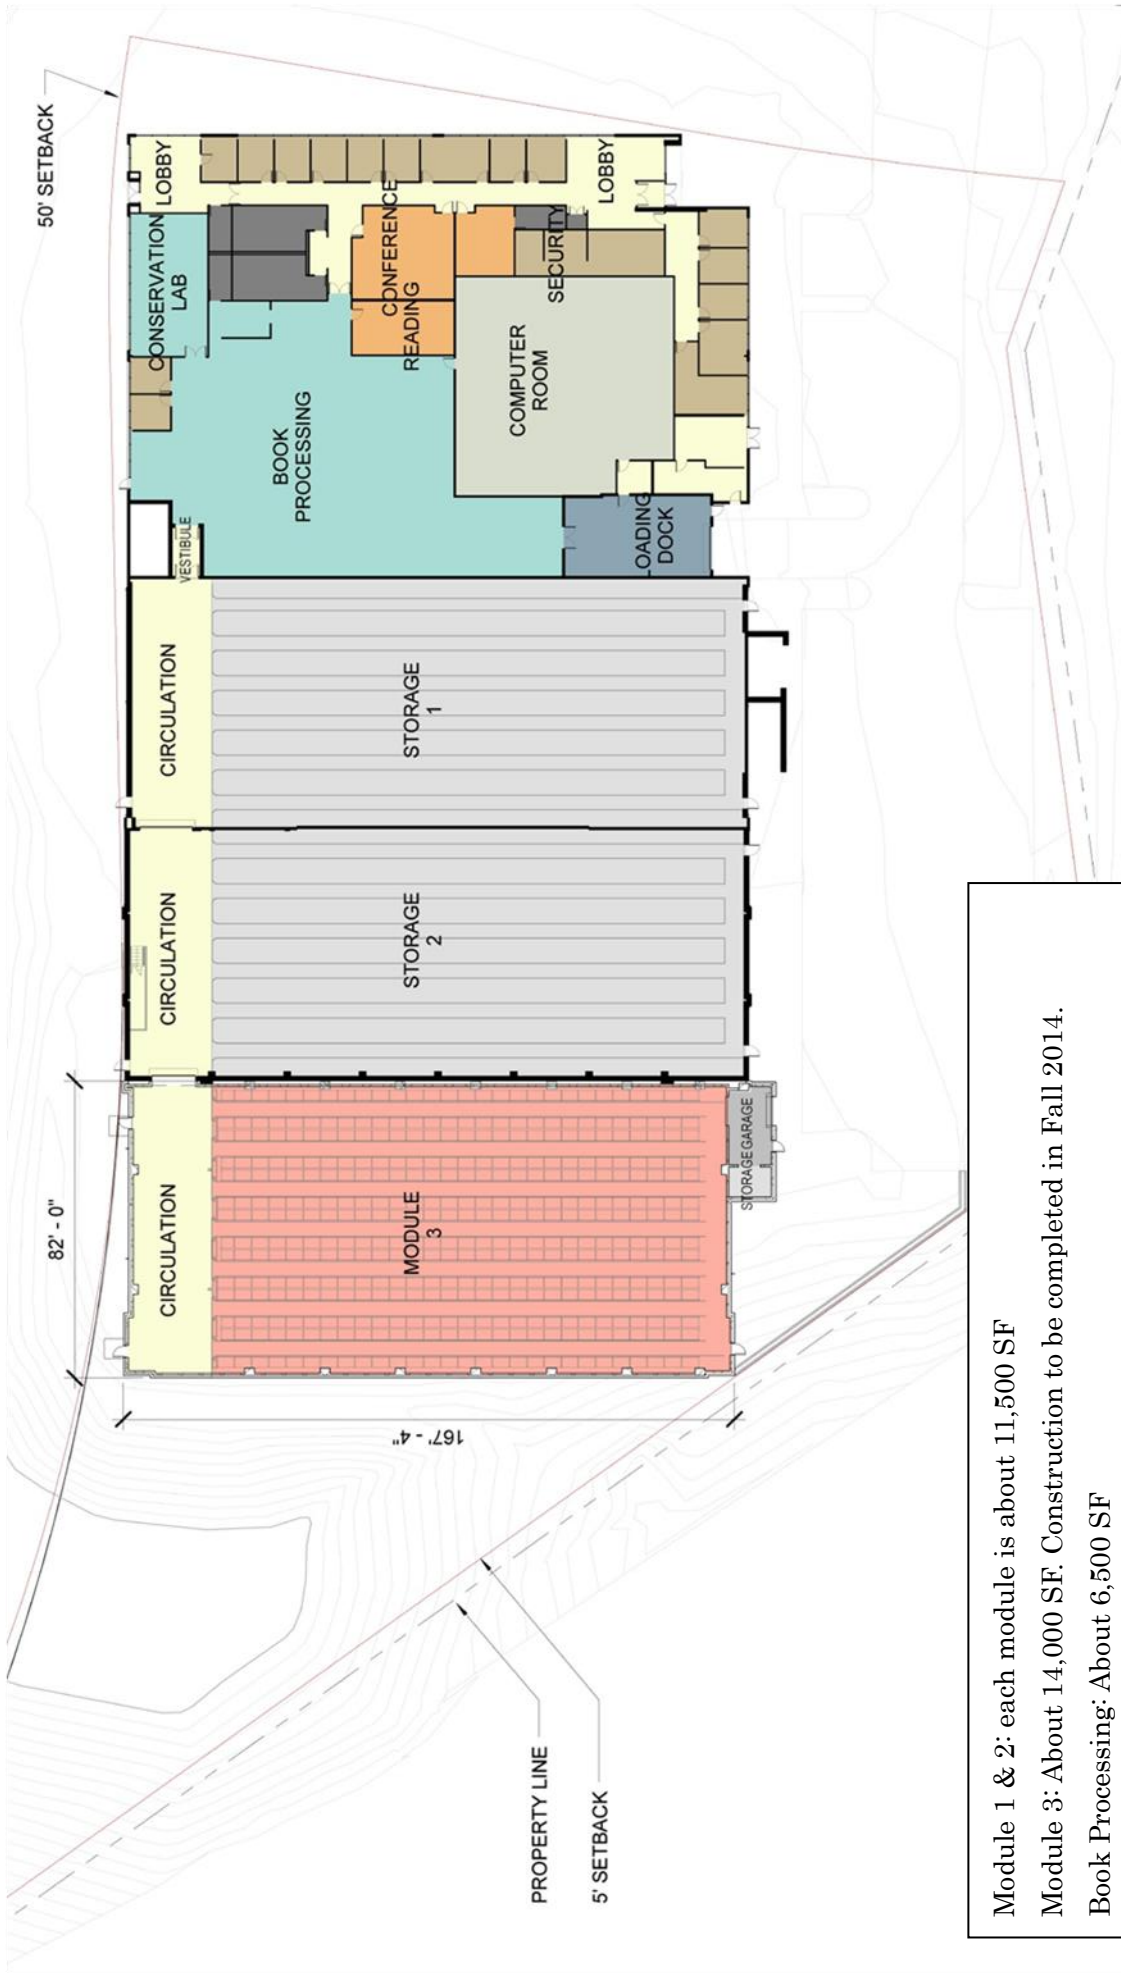 50' SETBACK
82' - 0"
CIRCULATION
CIRCULATION
CIRCULATION
VESTIBULE
CONSERVATION
LAB
LOBBY
BOOK
PROCESSING
CONFERENCE
READING
167' - 4"
MODULE
3
STORAGE
2
STORAGE
1
COMPUTER
ROOM
SECURITY
LOBBY
PROPERTY LINE
5' SETBACK
LOADING
DOCK
STORAGE
GARAGE
Module 1 & 2: each module is about 11,500 SF
Module 3: About 14,000 SF. Construction to be completed in Fall 2014.
Book Processing: About 6,500 SF